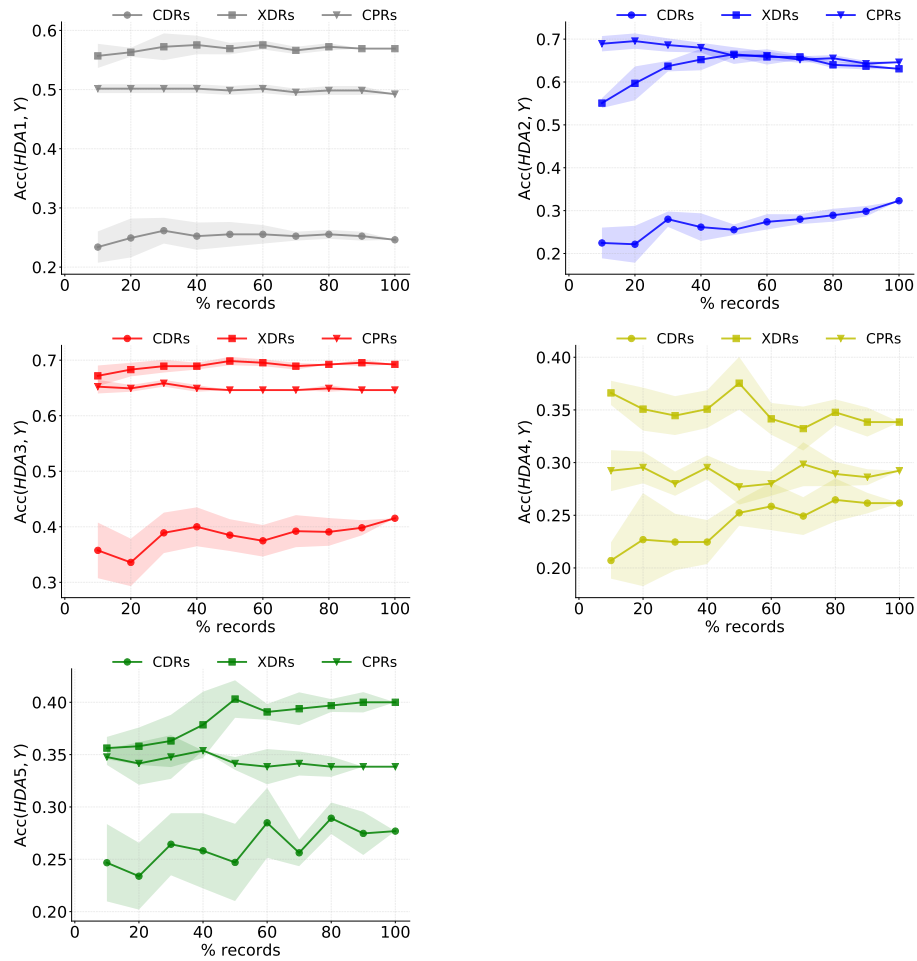 CDRs XDRs CPRs
0.6
0.5
0.4
0.3
0.2
Acc(HDA1, Y)
0 20 40 60 80 100
% records
CDRs XDRs CPRs
0.7
0.6
0.5
0.4
0.3
0.2
Acc(HDA2, Y)
0 20 40 60 80 100
% records
CDRs XDRs CPRs
0.7
0.6
0.5
0.4
0.3
Acc(HDA3, Y)
0 20 40 60 80 100
% records
CDRs XDRs CPRs
0.40
0.35
0.30
0.25
0.20
Acc(HDA4, Y)
0 20 40 60 80 100
% records
CDRs XDRs CPRs
0.40
0.35
0.30
0.25
0.20
Acc(HDA5, Y)
0 20 40 60 80 100
% records